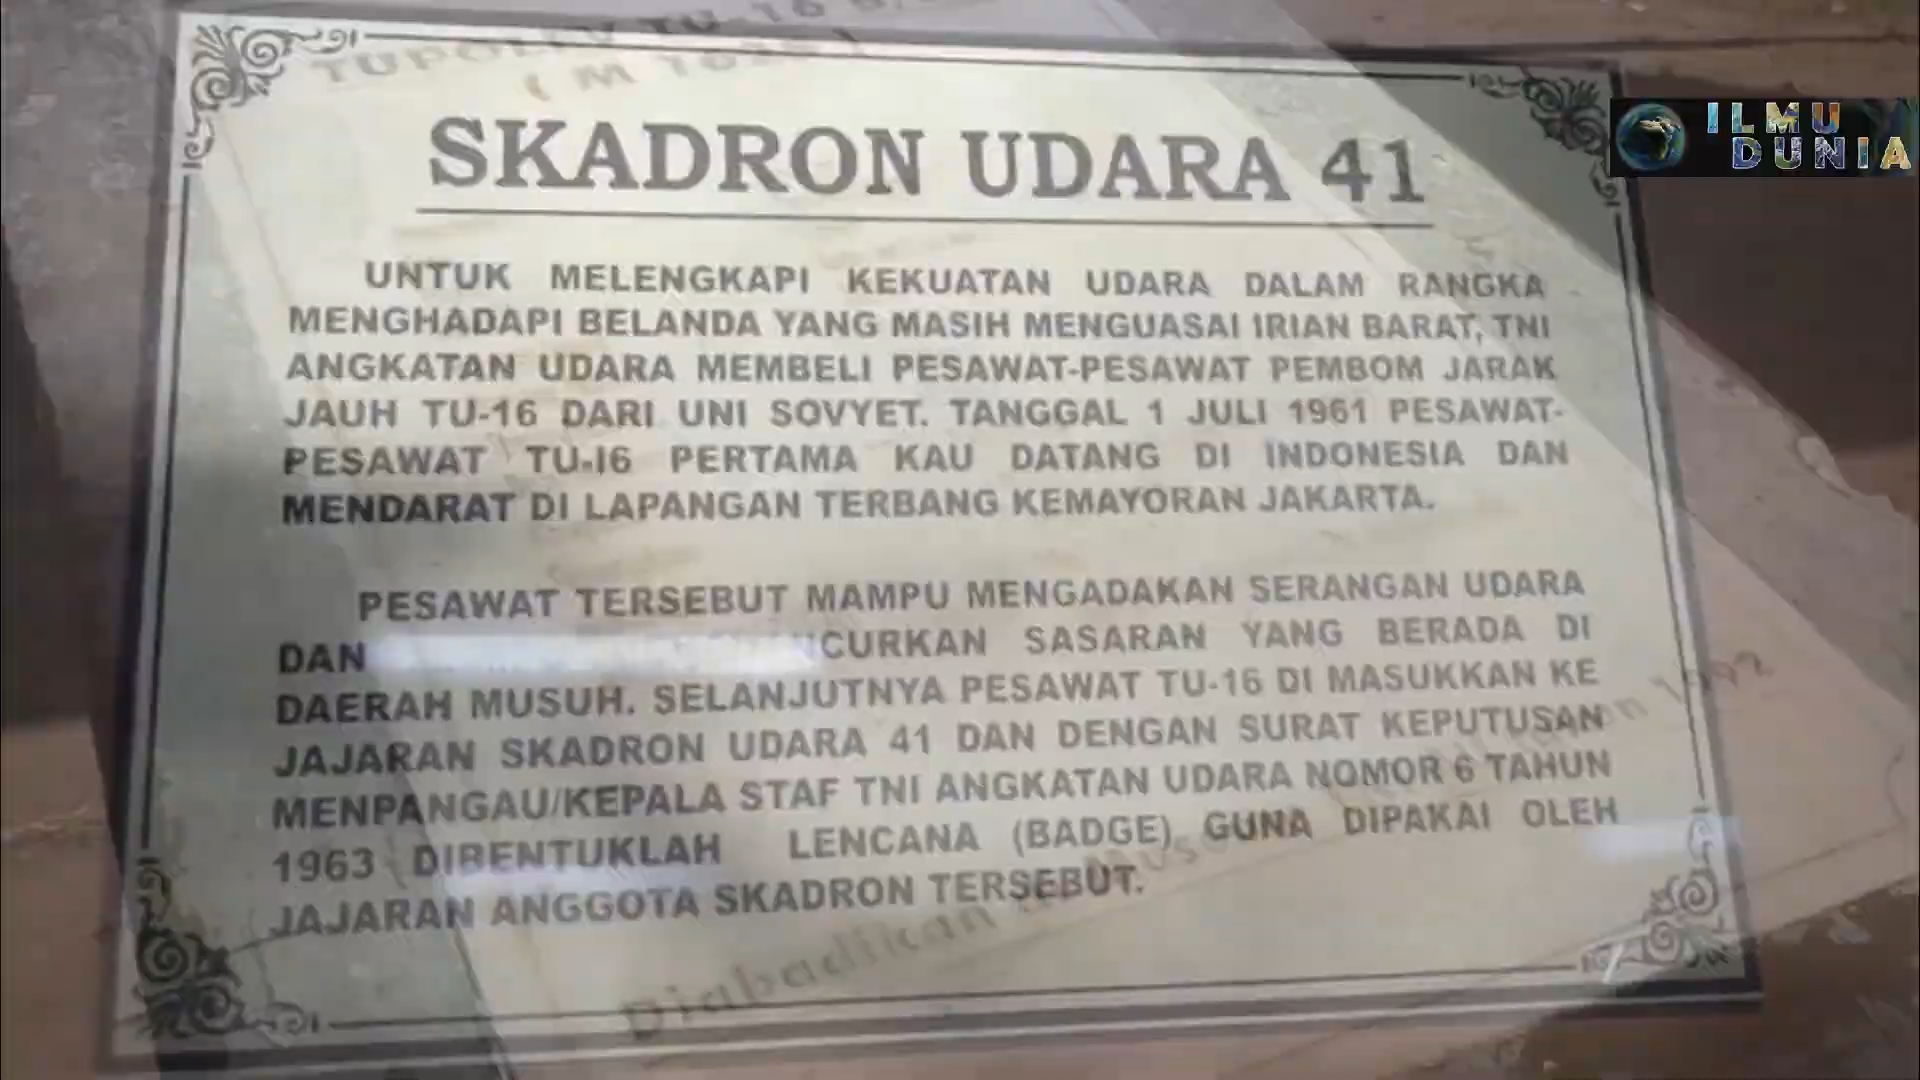 TUPOLEV TU-16
SKADRON UDARA 41
ILMU
DUNIA
UNTUK MELENGKAPI KEKUATAN UDARA DALAM RANGKA
MENGHADAPI BELANDA YANG MASIH MENGUASAI IRIAN BARAT, TNI
ANGKATAN UDARA MEMBELI PESAWAT-PESAWAT PEMBOM JARAK
JAUH TU-16 DARI UNI SOVYET. TANGGAL 1 JULI 1961 PESAWAT-
PESAWAT TU-I6 PERTAMA KAU DATANG DI INDONESIA DAN
MENDARAT DI LAPANGAN TERBANG KEMAYORAN JAKARTA.
PESAWAT TERSEBUT MAMPU MENGADAKAN SERANGAN UDARA
DAN SASARAN YANG BERADA DI
DAERAH MUSUH. SELANJUTNYA PESAWAT TU-16 DI MASUKKAN KE
JAJARAN SKADRON UDARA 41 DAN DENGAN SURAT KEPUTUSAN
MENPANGAU/KEPALA STAF TNI ANGKATAN UDARA NOMOR 6 TAHUN
1963 DIBENTUKLAH LENCANA (BADGE) GUNA DIPAKAI OLEH
JAJARAN ANGGOTA SKADRON TERSEBUT.
Diabadikan